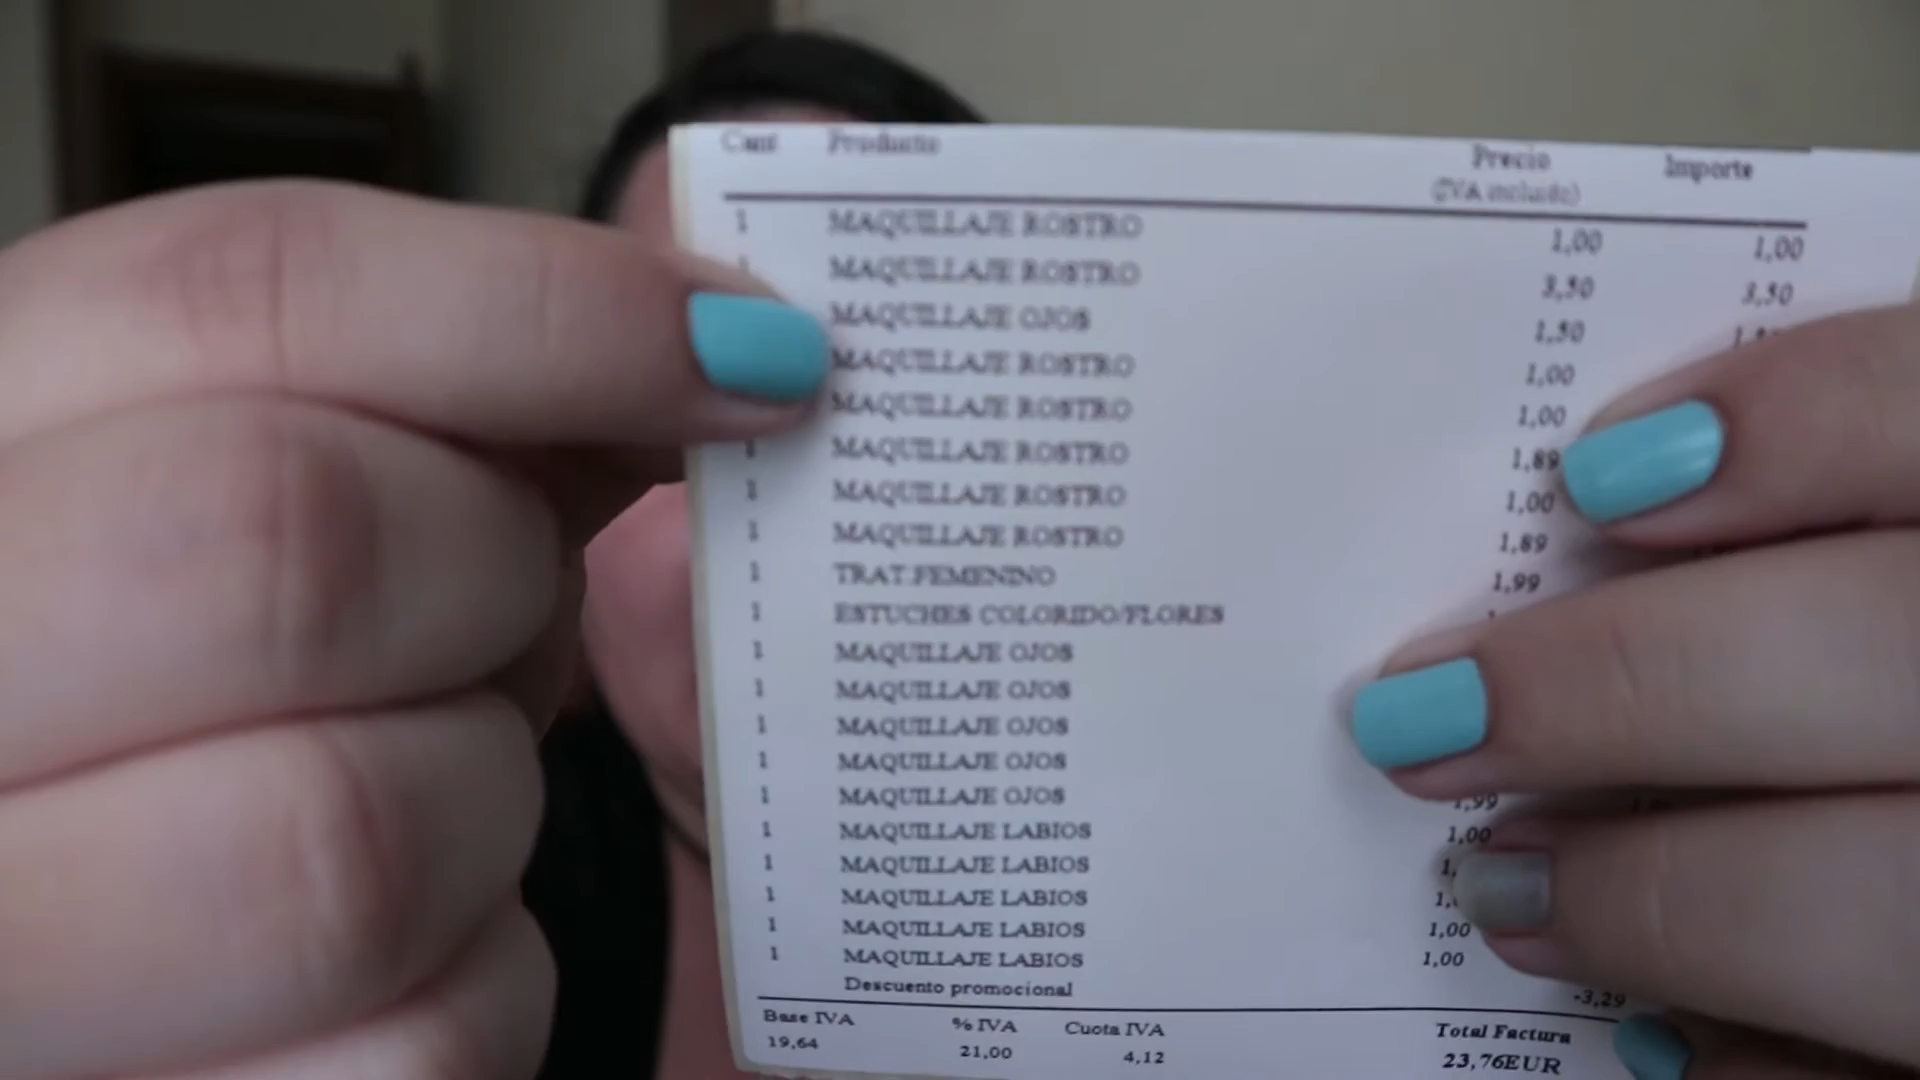 Cant Producto Precio Importe
(IVA incluido)
1 MAQUILLAJE ROSTRO 1,00 1,00
1 MAQUILLAJE ROSTRO 3,50 3,50
MAQUILLAJE OJOS 1,50
MAQUILLAJE ROSTRO 1,00
MAQUILLAJE ROSTRO 1,00
1 MAQUILLAJE ROSTRO 1,89
1 MAQUILLAJE ROSTRO 1,00
1 MAQUILLAJE ROSTRO 1,89
1 TRAT.FEMENINO 1,99
1 ESTUCHES COLORIDO/FLORES
1 MAQUILLAJE OJOS
1 MAQUILLAJE OJOS
1 MAQUILLAJE OJOS
1 MAQUILLAJE OJOS
1 MAQUILLAJE OJOS 1,99
1 MAQUILLAJE LABIOS 1,00
1 MAQUILLAJE LABIOS
1 MAQUILLAJE LABIOS
1 MAQUILLAJE LABIOS 1,00
1 MAQUILLAJE LABIOS 1,00
Descuento promocional -3,29
Base IVA % IVA Cuota IVA Total Factura
19,64 21,00 4,12 23,76EUR